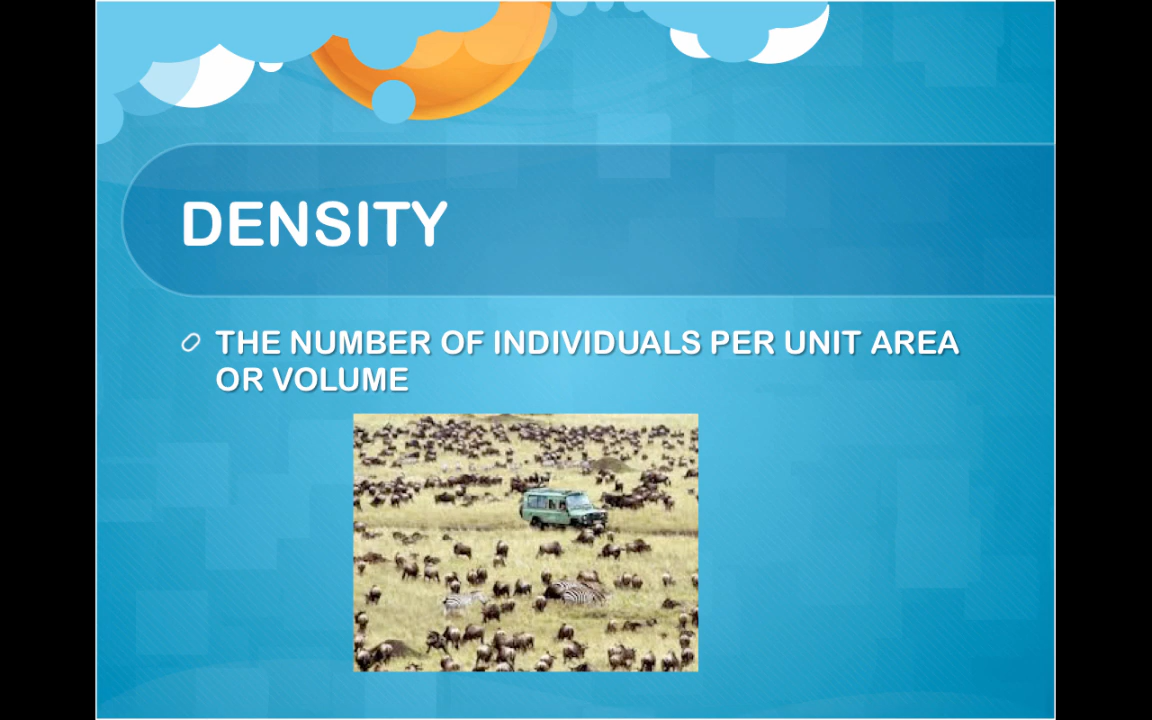 DENSITY
THE NUMBER OF INDIVIDUALS PER UNIT AREA
OR VOLUME